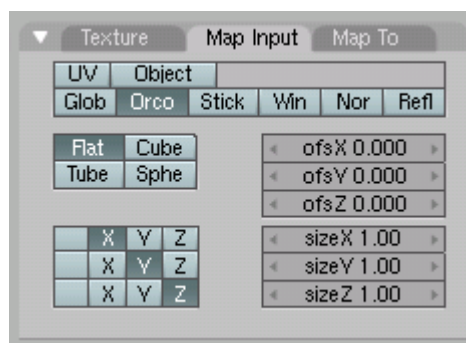 Texture Map Input Map To
UV Object
Glob Orco Stick Win Nor Refl
Flat Cube ofsX 0.000
Tube Sphe ofsY 0.000
ofsZ 0.000
X Y Z sizeX 1.00
X Y Z sizeY 1.00
X Y Z sizeZ 1.00